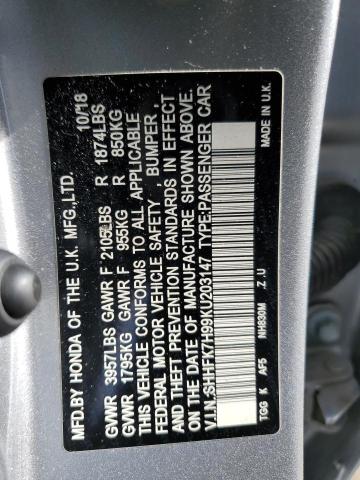 MFD.BY HONDA OF THE U.K. MFG.,LTD. 10/18
GVWR 3957LBS GAWR F 2105LBS R 1874LBS
GVWR 1795KG GAWR F 955KG R 850KG
THIS VEHICLE CONFORMS TO ALL APPLICABLE
FEDERAL MOTOR VEHICLE SAFETY , BUMPER ,
AND THEFT PREVENTION STANDARDS IN EFFECT
ON THE DATE OF MANUFACTURE SHOWN ABOVE.
V.I.N.:SHHFK7H99KU203147 TYPE:PASSENGER CAR
TGG K AF5 NH830M .Z .U MADE IN U.K.